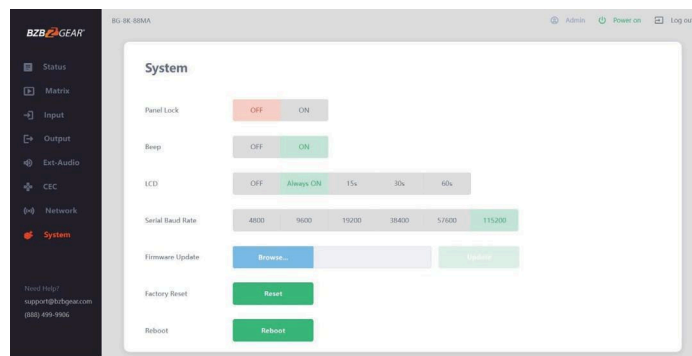 BG-8K-88MA
Admin
Power on
Log ou
BZBGEAR
Status
Matrix
Input
Output
Ext-Audio
CEC
Network
System
Need Help?
support@bzbgear.com
(888) 499-9906
System
Panel Lock OFF ON
Beep OFF ON
LCD OFF Always ON 15s 30s 60s
Serial Baud Rate 4800 9600 19200 38400 57600 115200
Firmware Update Browse... Update
Factory Reset Reset
Reboot Reboot